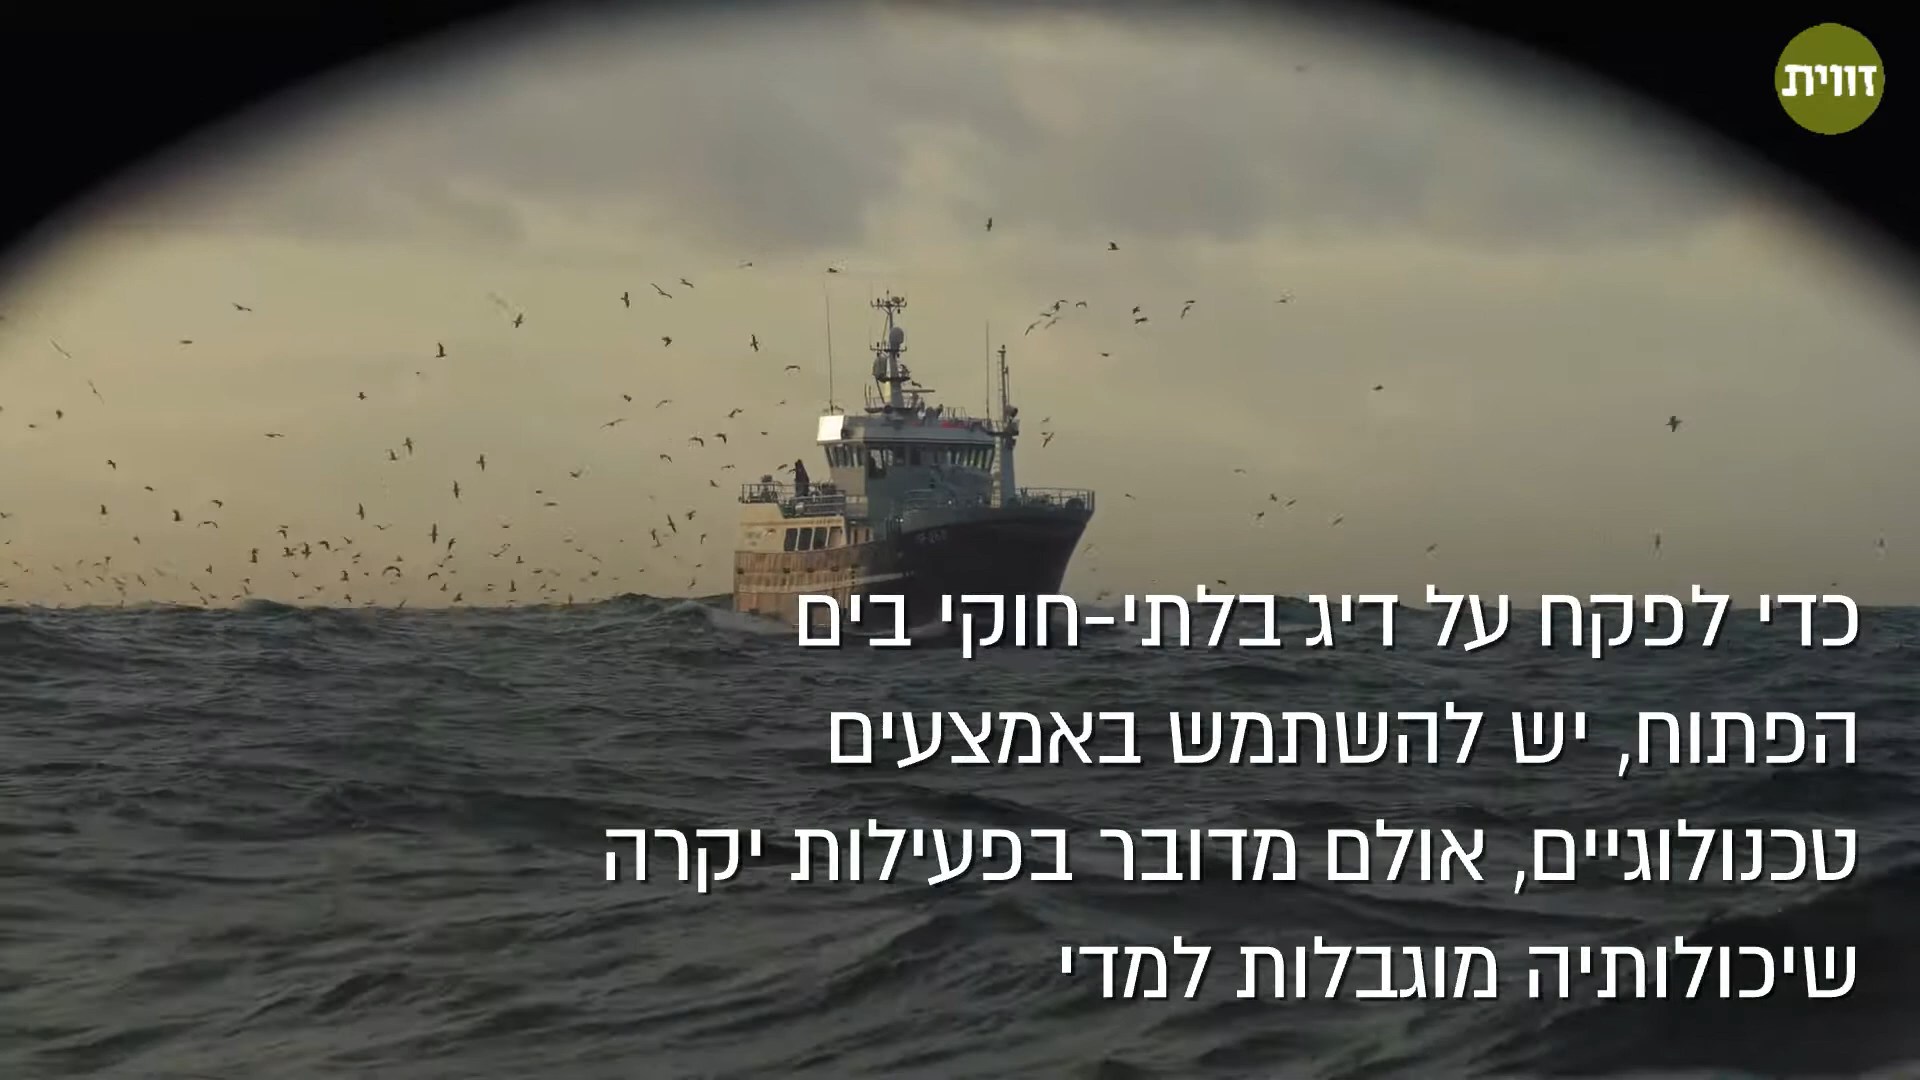 זווית
כדי לפקח על דיג בלתי-חוקי בים
הפתוח, יש להשתמש באמצעים
טכנולוגיים, אולם מדובר בפעילות יקרה
שיכולותיה מוגבלות למדי